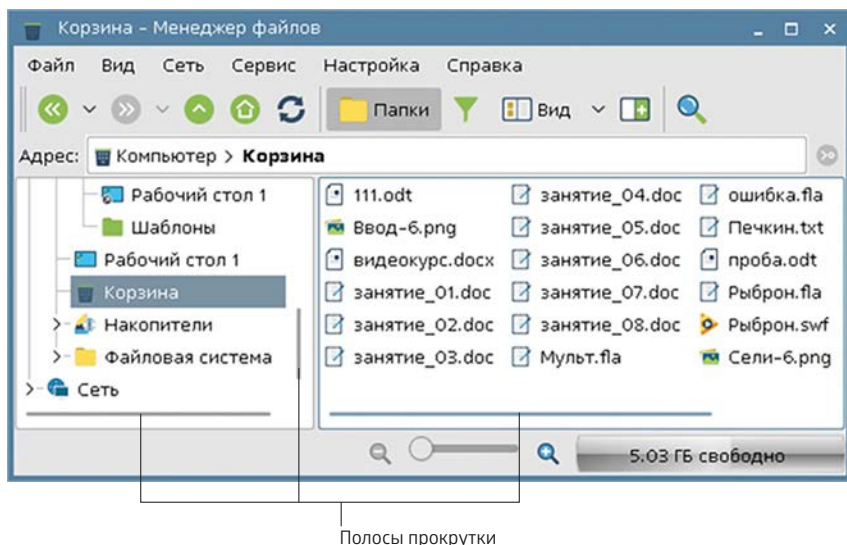 Корзина – Менеджер файлов
Файл Вид Сеть Сервис Настройка Справка
Папки Вид
Адрес: Компьютер > Корзина
Рабочий стол 1
Шаблоны
Рабочий стол 1
Корзина
Накопители
Файловая система
Сеть
111.odt
Ввод-6.png
видеокурс.docx
занятие_01.doc
занятие_02.doc
занятие_03.doc
занятие_04.doc
занятие_05.doc
занятие_06.doc
занятие_07.doc
занятие_08.doc
Мульт.fla
ошибка.fla
Печкин.txt
проба.odt
Рыброн.fla
Рыброн.swf
Сели-6.png
5.03 ГБ свободно
Полосы прокрутки